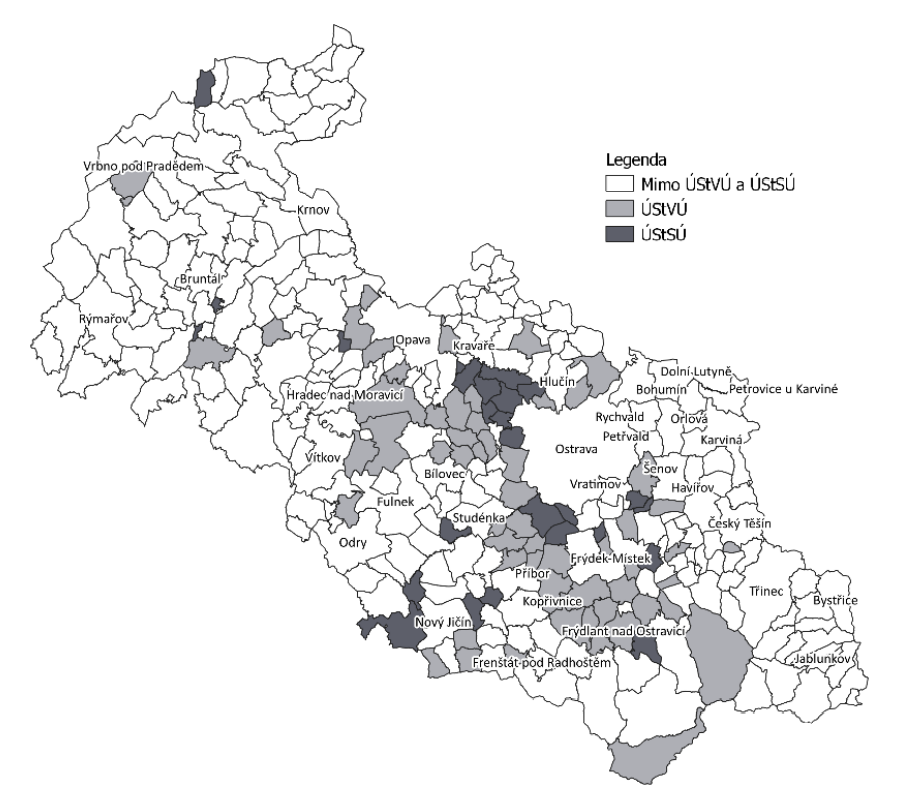 Legenda
Mimo ÚStVÚ a ÚStSÚ
ÚStVÚ
ÚStSÚ
Vrbno pod Pradědem
Krnov
Bruntál
Rýmařov
Opava
Kravaře
Hlučín
Dolní Lutyně
Bohumín
Petrovice u Karviné
Hradec nad Moravicí
Rychvald
Orlová
Petřvald
Karviná
Ostrava
Vítkov
Bílovec
Šenov
Vratimov
Havířov
Fulnek
Studénka
Český Těšín
Odry
Frýdek-Místek
Příbor
Třinec
Kopřivnice
Bystřice
Nový Jičín
Frýdlant nad Ostravicí
Frenštát pod Radhoštěm
Jablunkov